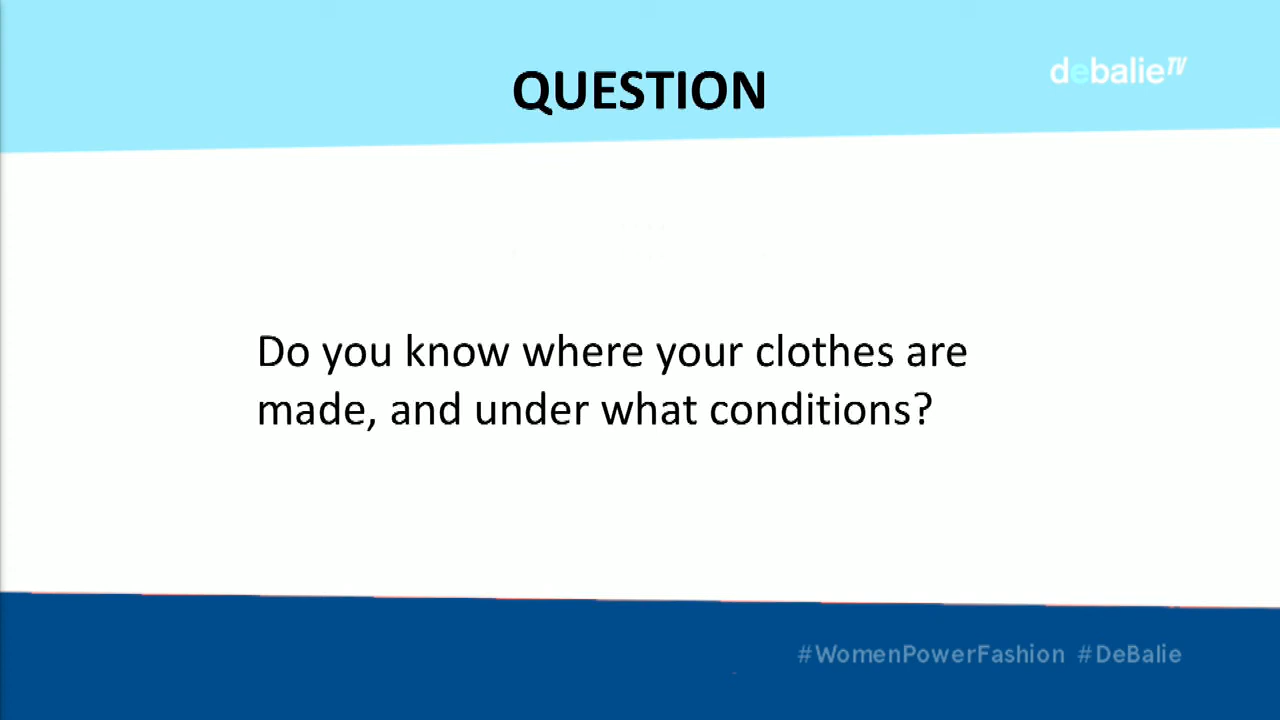 debalieTV
QUESTION
Do you know where your clothes are
made, and under what conditions?
#WomenPowerFashion #DeBalie